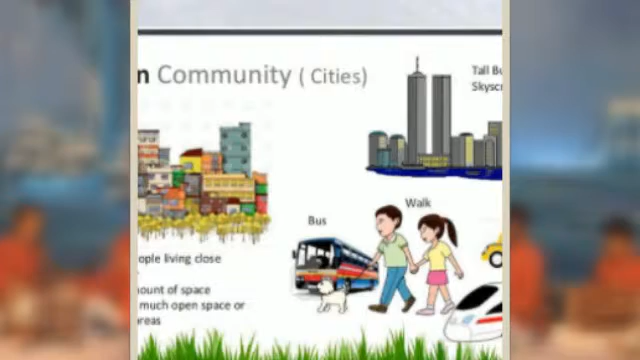 n Community ( Cities)
Tall Bu
Skyscr
Walk
Bus
ople living close
ount of space
much open space or
reas